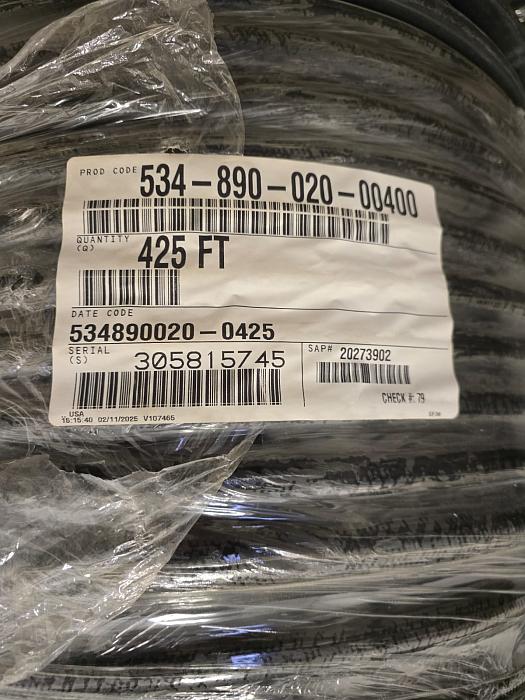 PROD CODE 534-890-020-00400
QUANTITY
(Q)
425 FT
DATE CODE
534890020-0425
SERIAL
(S)
305815745
SAP# 20273902
CHECK #: 79
USA
16:15:40 02/11/2025 V107465